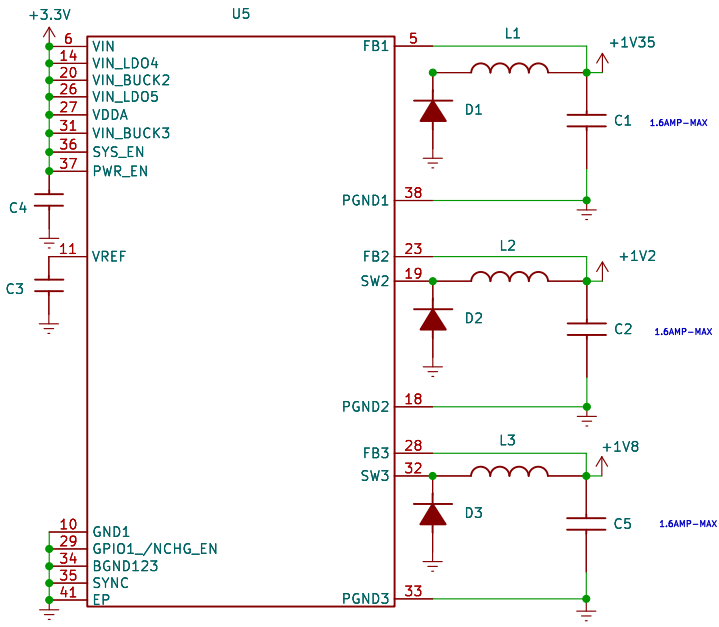 +3.3V
U5
6 VIN
14 VIN_LDO4
20 VIN_BUCK2
26 VIN_LDO5
27 VDDA
31 VIN_BUCK3
36 SYS_EN
37 PWR_EN
C4
11 VREF
C3
10 GND1
29 GPIO1_/NCHG_EN
34 BGND123
35 SYNC
41 EP
FB1 5
L1
+1V35
D1
C1
1.6AMP-MAX
PGND1 38
FB2 23
L2
+1V2
SW2 19
D2
C2
1.6AMP-MAX
PGND2 18
FB3 28
L3
+1V8
SW3 32
D3
C5
1.6AMP-MAX
PGND3 33